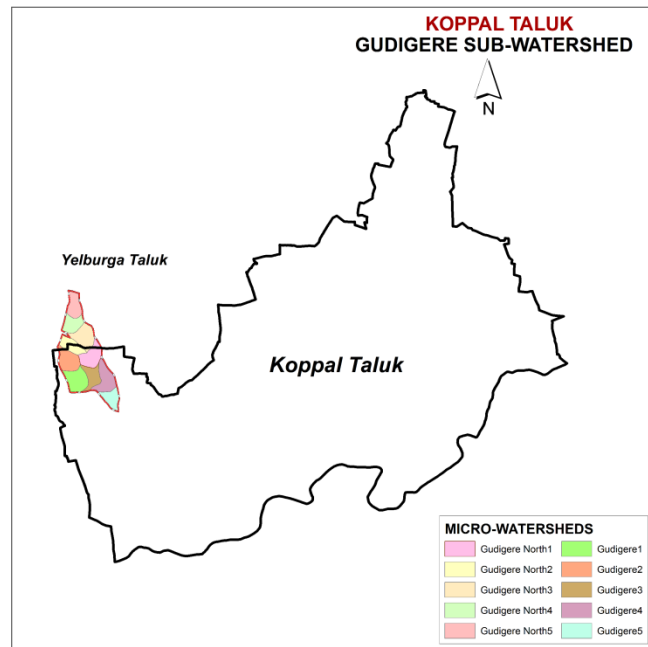 KOPPAL TALUK
GUDIGERE SUB-WATERSHED
N
Yelburga Taluk
Koppal Taluk
MICRO-WATERSHEDS
Gudigere North1 Gudigere1
Gudigere North2 Gudigere2
Gudigere North3 Gudigere3
Gudigere North4 Gudigere4
Gudigere North5 Gudigere5